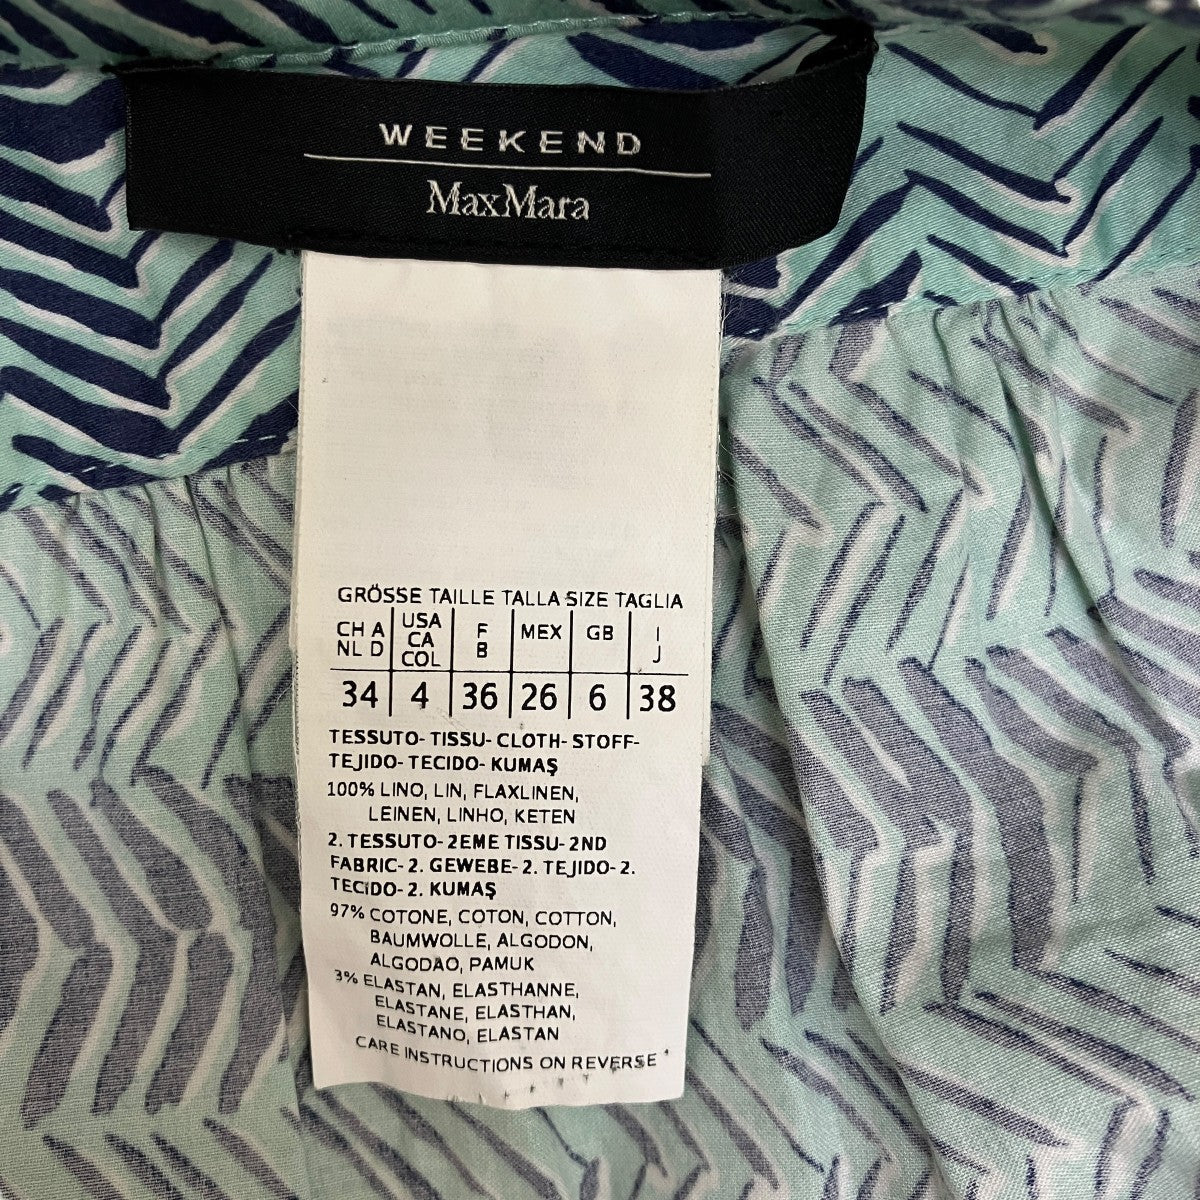 WEEKEND
MaxMara
GRÖSSE TAILLE TALLA SIZE TAGLIA
CH A NL D | USA CA COL | F B | MEX | GB | I J
34 | 4 | 36 | 26 | 6 | 38
TESSUTO- TISSU- CLOTH- STOFF-
TEJIDO- TECIDO- KUMAŞ
100% LINO, LIN, FLAXLINEN,
LEINEN, LINHO, KETEN
2. TESSUTO- 2EME TISSU- 2ND
FABRIC- 2. GEWEBE- 2. TEJIDO- 2.
TECIDO- 2. KUMAŞ
97% COTONE, COTON, COTTON,
BAUMWOLLE, ALGODON,
ALGODAO, PAMUK
3% ELASTAN, ELASTHANNE,
ELASTANE, ELASTHAN,
ELASTANO, ELASTAN
CARE INSTRUCTIONS ON REVERSE